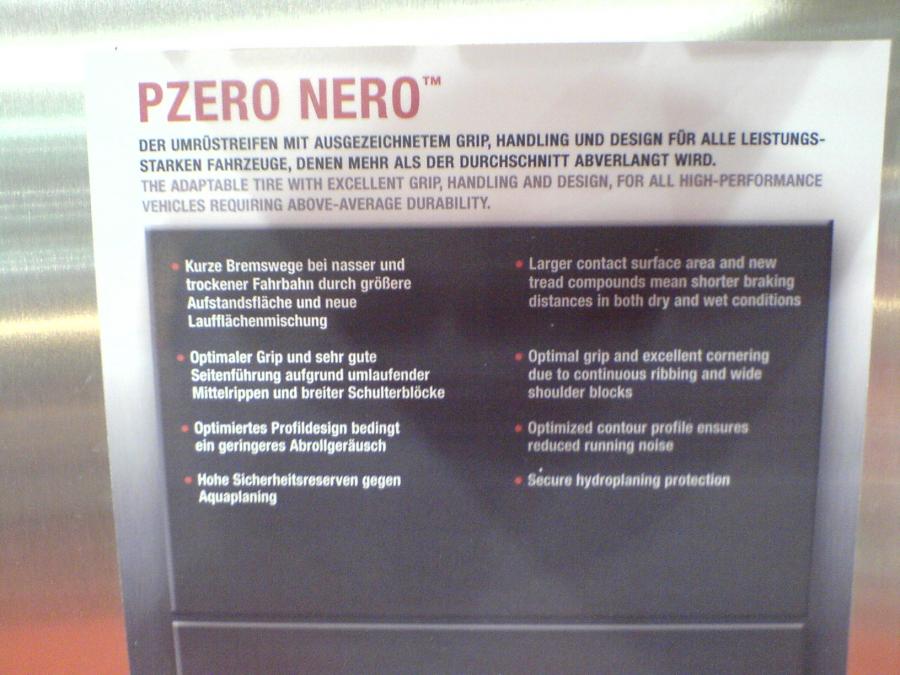 PZERO NERO™
DER UMRÜSTREIFEN MIT AUSGEZEICHNETEM GRIP, HANDLING UND DESIGN FÜR ALLE LEISTUNGS-
STARKEN FAHRZEUGE, DENEN MEHR ALS DER DURCHSCHNITT ABVERLANGT WIRD.
THE ADAPTABLE TIRE WITH EXCELLENT GRIP, HANDLING AND DESIGN, FOR ALL HIGH-PERFORMANCE
VEHICLES REQUIRING ABOVE-AVERAGE DURABILITY.
• Kurze Bremswege bei nasser und
trockener Fahrbahn durch größere
Aufstandsfläche und neue
Laufflächenmischung
• Optimaler Grip und sehr gute
Seitenführung aufgrund umlaufender
Mittelrippen und breiter Schulterblöcke
• Optimiertes Profildesign bedingt
ein geringeres Abrollgeräusch
• Hohe Sicherheitsreserven gegen
Aquaplaning
• Larger contact surface area and new
tread compounds mean shorter braking
distances in both dry and wet conditions
• Optimal grip and excellent cornering
due to continuous ribbing and wide
shoulder blocks
• Optimized contour profile ensures
reduced running noise
• Secure hydroplaning protection